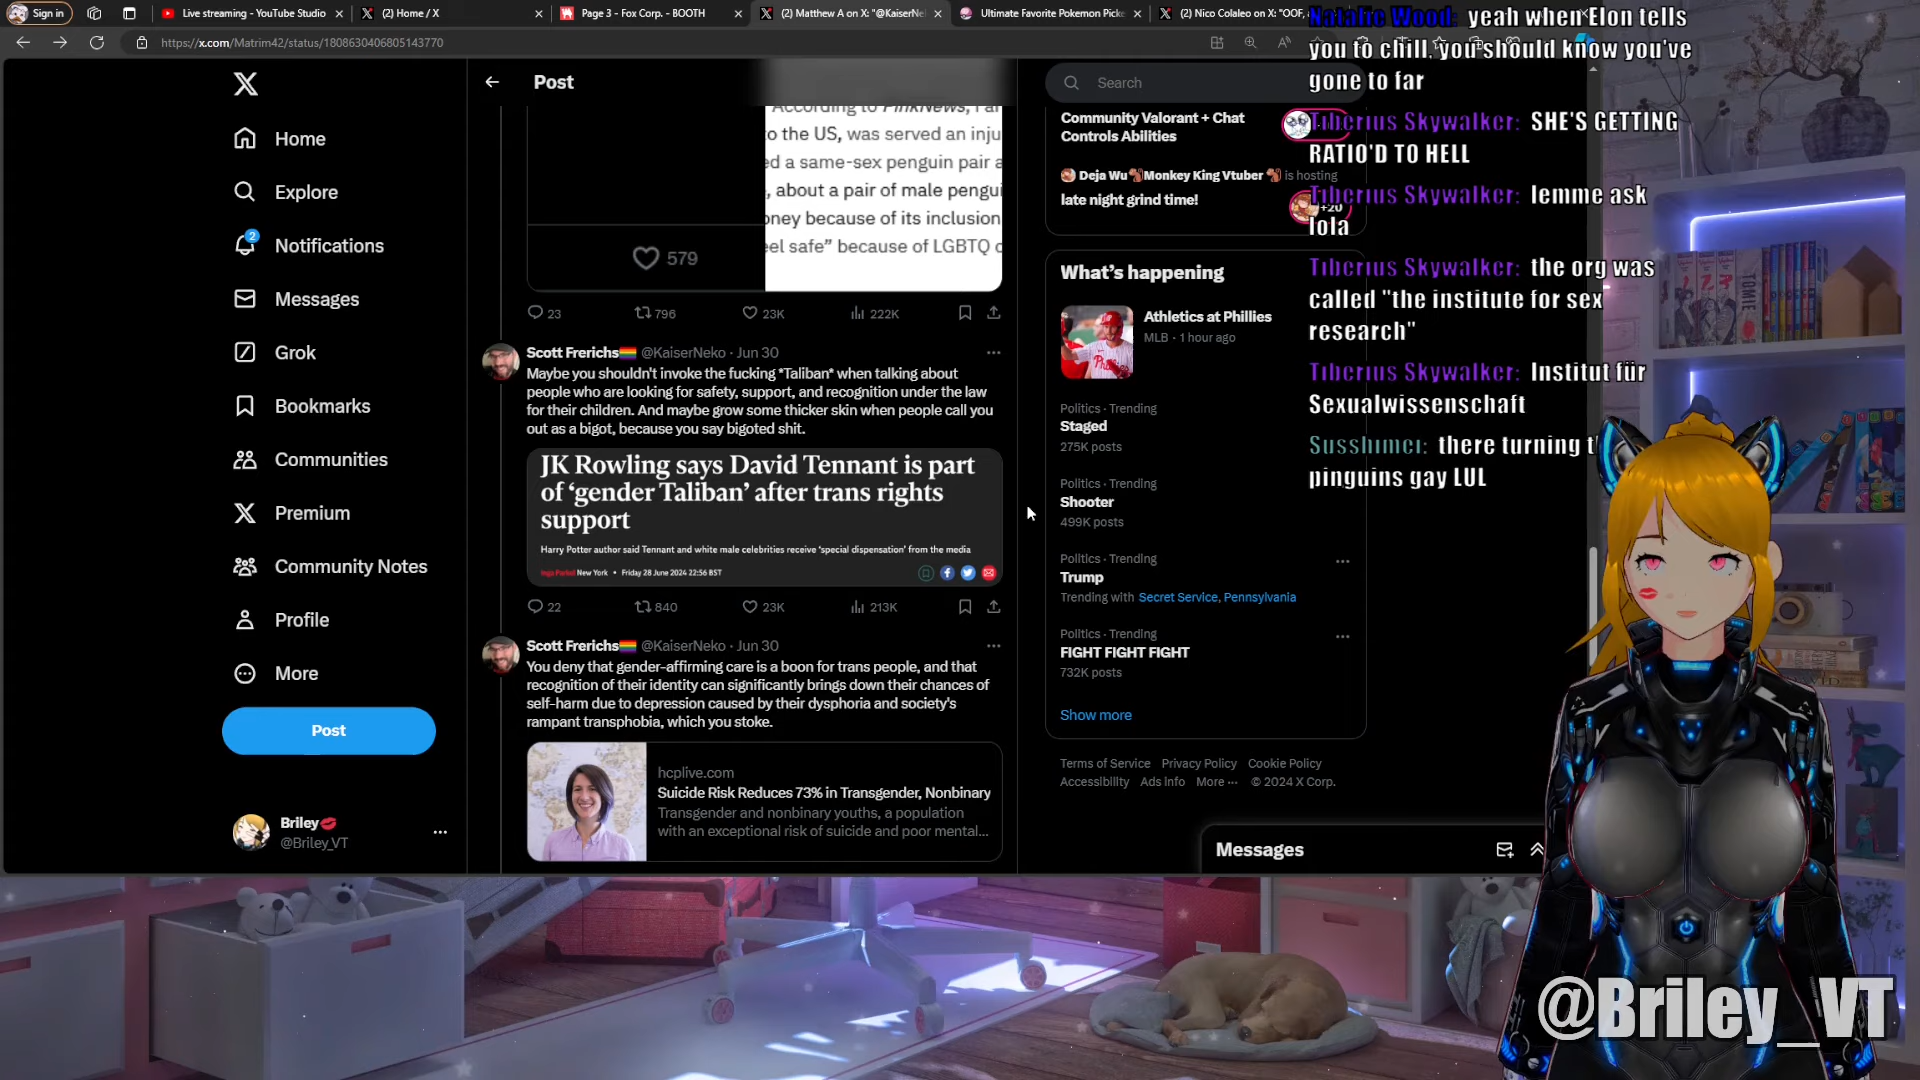 Sign in
Live streaming - YouTube Studio
(2) Home / X
Page 3 - Fox Corp. - BOOTH
(2) Matthew A on X: "@KaiserNe
Ultimate Favorite Pokemon Picke
(2) Nico Colaleo on X: "OOF,
https://x.com/Matrim42/status/1808630406805143770
Home
Explore
2
Notifications
Messages
Grok
Bookmarks
Communities
Premium
Community Notes
Profile
More
Post
Briley
@Briley_VT
Post
According to PinkNews,
to the US, was served an inju
ed a same-sex penguin pair a
, about a pair of male pengui
oney because of its inclusion
eel safe" because of LGBTQ
579
23
796
23K
222K
Scott Frerichs @KaiserNeko · Jun 30
Maybe you shouldn't invoke the fucking *Taliban* when talking about
people who are looking for safety, support, and recognition under the law
for their children. And maybe grow some thicker skin when people call you
out as a bigot, because you say bigoted shit.
JK Rowling says David Tennant is part
of ‘gender Taliban’ after trans rights
support
Harry Potter author said Tennant and white male celebrities receive ‘special dispensation’ from the media
New York • Friday 28 June 2024 22:56 BST
22
840
23K
213K
Scott Frerichs @KaiserNeko · Jun 30
You deny that gender-affirming care is a boon for trans people, and that
recognition of their identity can significantly brings down their chances of
self-harm due to depression caused by their dysphoria and society's
rampant transphobia, which you stoke.
hcplive.com
Suicide Risk Reduces 73% in Transgender, Nonbinary
Transgender and nonbinary youths, a population
with an exceptional risk of suicide and poor mental...
Search
Community Valorant + Chat
Controls Abilities
Deja Wu Monkey King Vtuber is hosting
late night grind time!
+20
What's happening
Athletics at Phillies
MLB · 1 hour ago
Politics · Trending
Staged
275K posts
Politics · Trending
Shooter
499K posts
Politics · Trending
Trump
Trending with Secret Service, Pennsylvania
Politics · Trending
FIGHT FIGHT FIGHT
732K posts
Show more
Terms of Service Privacy Policy Cookie Policy
Accessibility Ads info More ··· © 2024 X Corp.
Messages
Natalie Wood: yeah when Elon tells
you to chill, you should know you've
gone to far
Tiberius Skywalker: SHE'S GETTING
RATIO'D TO HELL
Tiberius Skywalker: lemme ask
lola
Tiberius Skywalker: the org was
called "the institute for sex
research"
Tiberius Skywalker: Institut für
Sexualwissenschaft
Susshimei: there turning
pinguins gay LUL
@Briley_VT